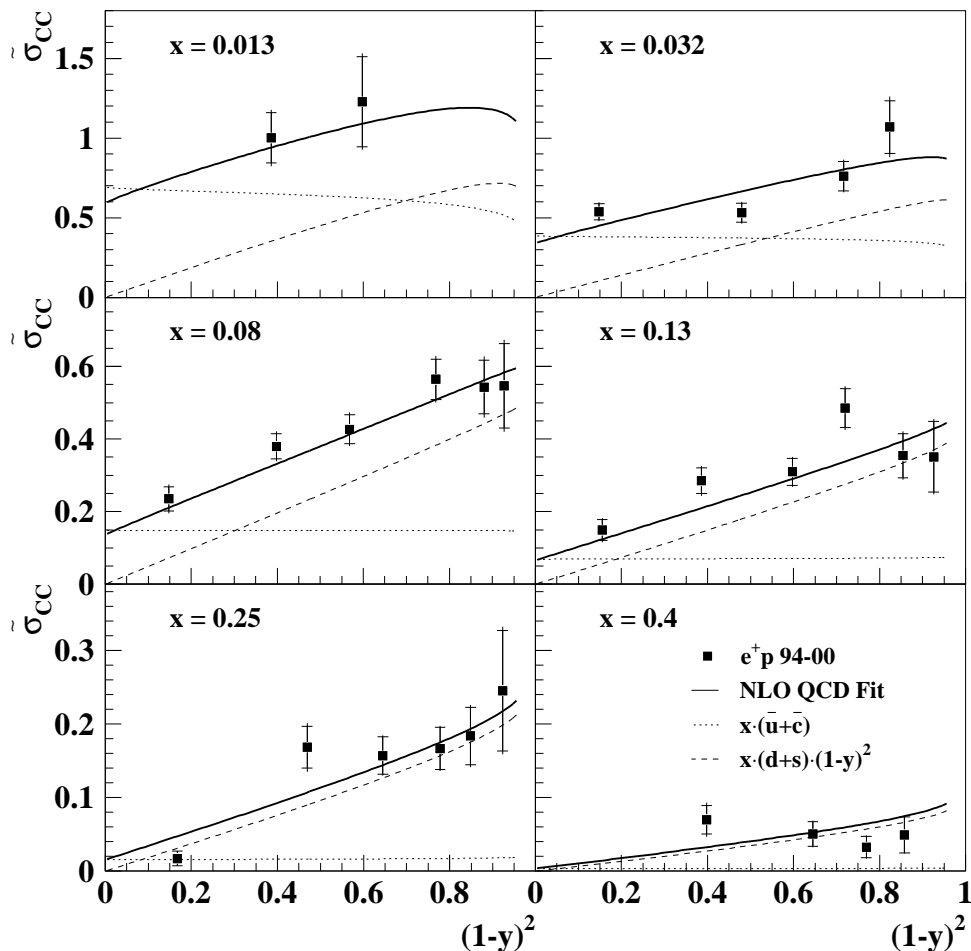 σ̃CC
x = 0.013
x = 0.032
1.5
1
0.5
0
σ̃CC
x = 0.08
x = 0.13
0.6
0.4
0.2
0
σ̃CC
x = 0.25
x = 0.4
0.3
0.2
0.1
0
e⁺p 94-00
NLO QCD Fit
x·(ū+c̄)
x·(d+s)·(1-y)²
0 0.2 0.4 0.6 0.8 0 0.2 0.4 0.6 0.8 1
(1-y)² (1-y)²